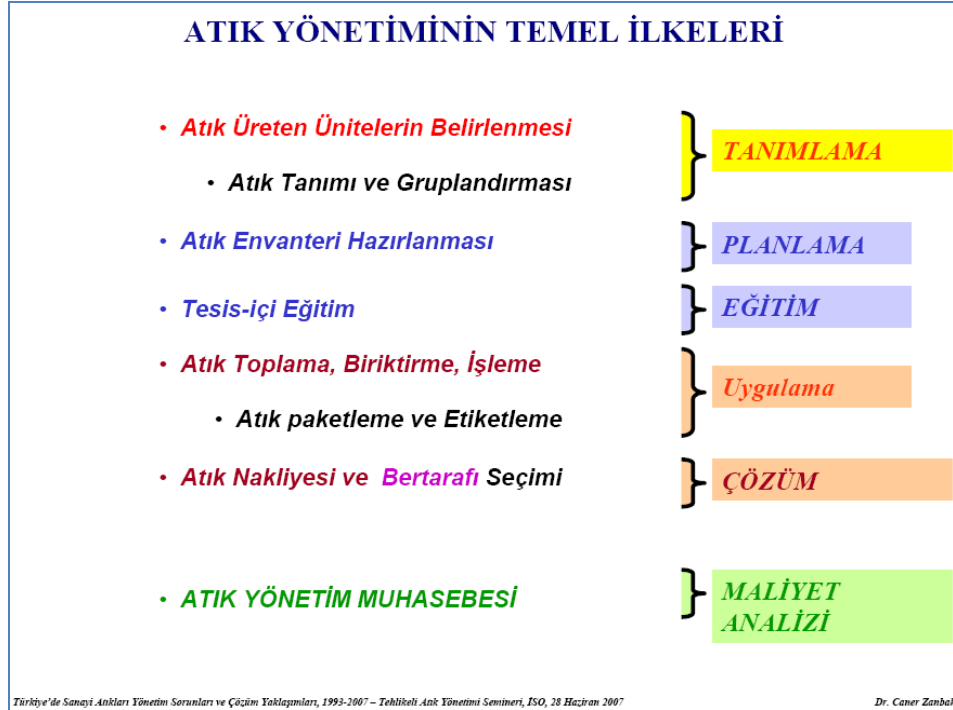 ATIK YÖNETİMİNİN TEMEL İLKELERİ
• Atık Üreten Ünitelerin Belirlenmesi
TANIMLAMA
• Atık Tanımı ve Gruplandırması
• Atık Envanteri Hazırlanması
PLANLAMA
• Tesis-içi Eğitim
EĞİTİM
• Atık Toplama, Biriktirme, İşleme
Uygulama
• Atık paketleme ve Etiketleme
• Atık Nakliyesi ve Bertarafı Seçimi
ÇÖZÜM
• ATIK YÖNETİM MUHASEBESİ
MALİYET
ANALİZİ
Türkiye'de Sanayi Atıkları Yönetim Sorunları ve Çözüm Yaklaşımları, 1993-2007 – Tehlikeli Atık Yönetimi Semineri, İSO, 28 Haziran 2007
Dr. Caner Zanbak